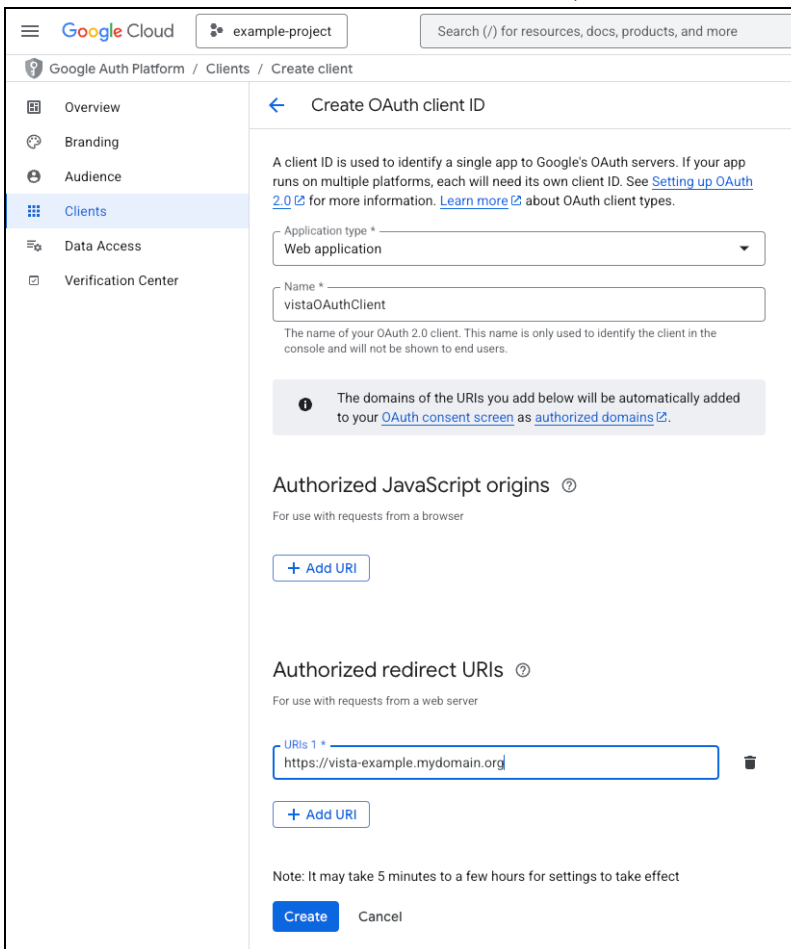 Google Cloud
example-project
Search (/) for resources, docs, products, and more
Google Auth Platform / Clients / Create client
Overview
Branding
Audience
Clients
Data Access
Verification Center
Create OAuth client ID
A client ID is used to identify a single app to Google's OAuth servers. If your app
runs on multiple platforms, each will need its own client ID. See Setting up OAuth
2.0 for more information. Learn more about OAuth client types.
Application type *
Web application
Name *
vistaOAuthClient
The name of your OAuth 2.0 client. This name is only used to identify the client in the
console and will not be shown to end users.
The domains of the URIs you add below will be automatically added
to your OAuth consent screen as authorized domains.
Authorized JavaScript origins
For use with requests from a browser
+ Add URI
Authorized redirect URIs
For use with requests from a web server
URIs 1 *
https://vista-example.mydomain.org
+ Add URI
Note: It may take 5 minutes to a few hours for settings to take effect
Create Cancel